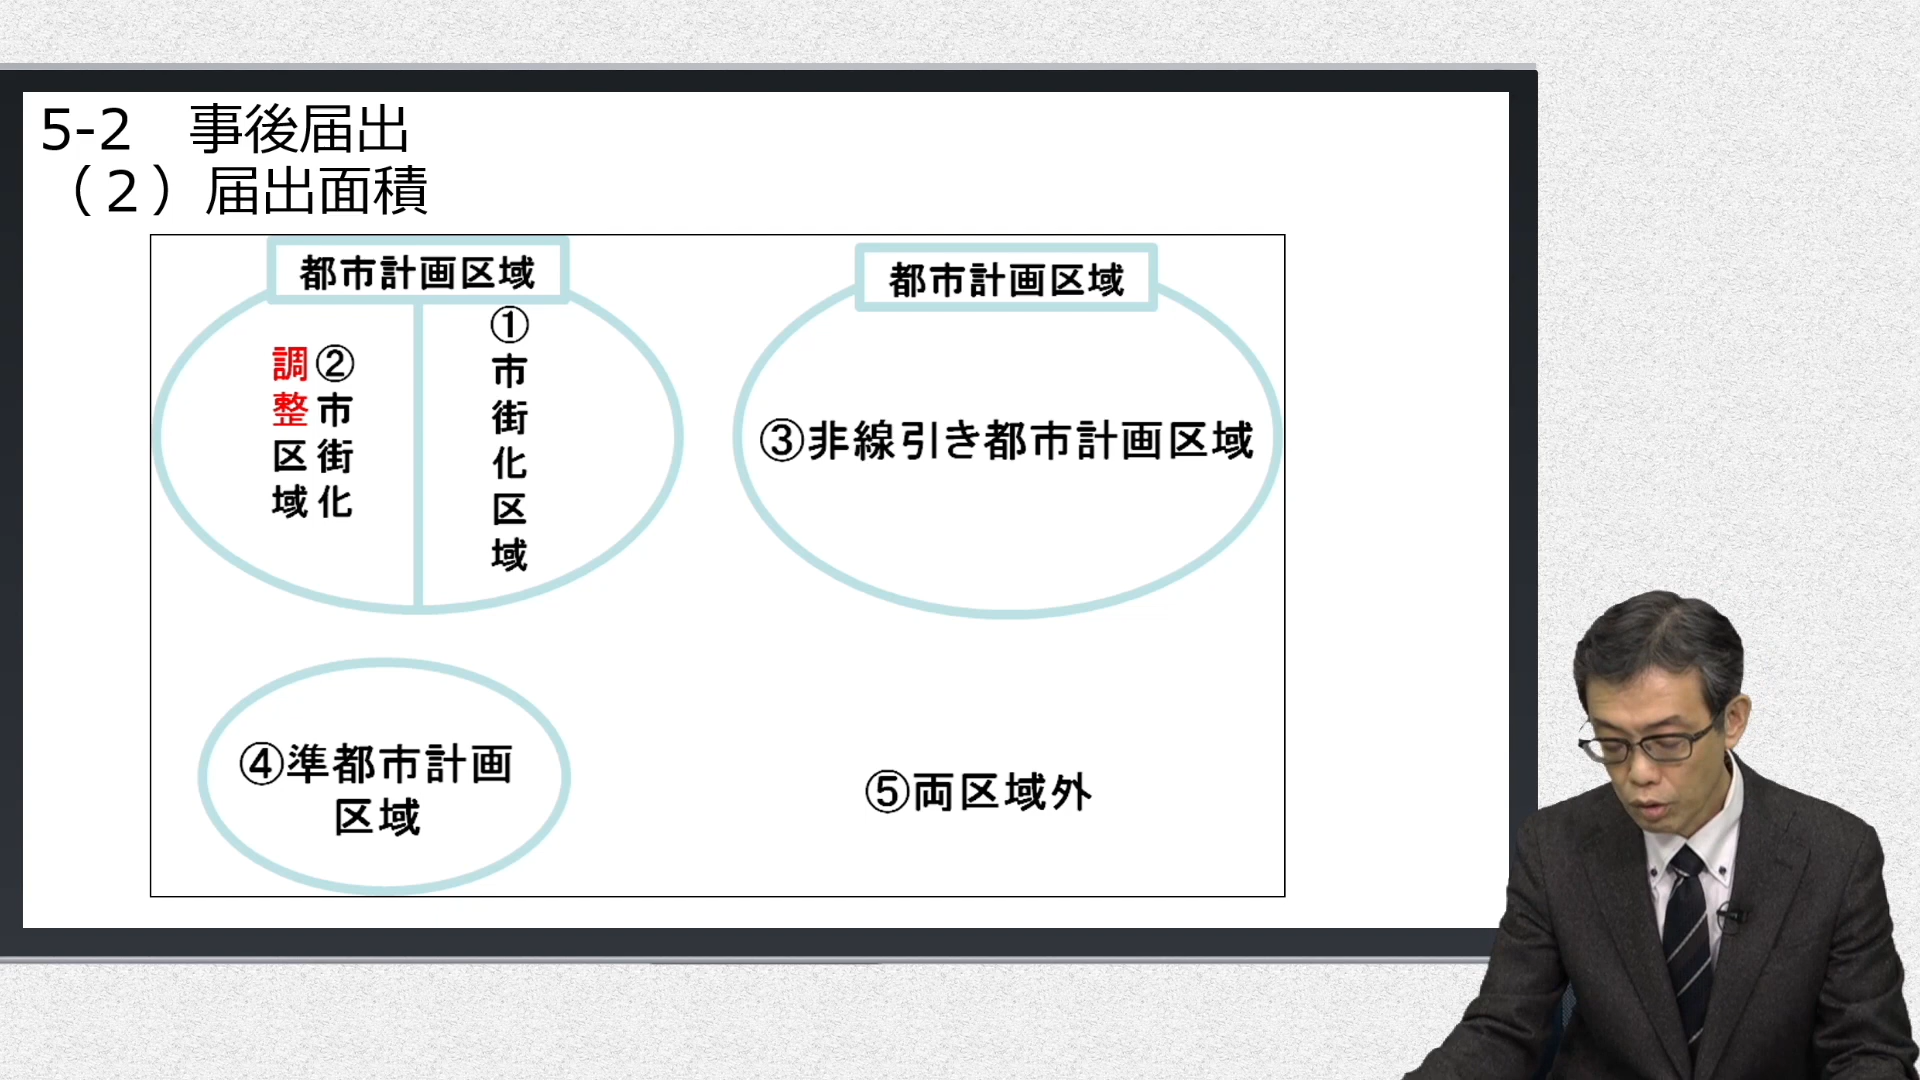 5-2　事後届出
（２）届出面積
都市計画区域
①市街化区域
②市街化
調整区域
都市計画区域
③非線引き都市計画区域
④準都市計画
区域
⑤両区域外